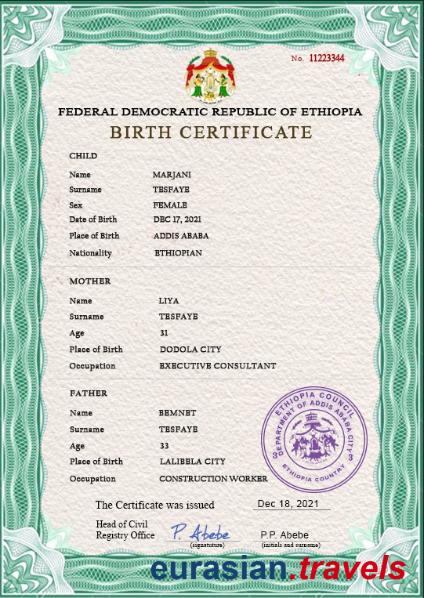 No. 11223344
FEDERAL DEMOCRATIC REPUBLIC OF ETHIOPIA
BIRTH CERTIFICATE
CHILD
Name MARJANI
Surname TESFAYE
Sex FEMALE
Date of Birth DEC 17, 2021
Place of Birth ADDIS ABABA
Nationality ETHIOPIAN
MOTHER
Name LIYA
Surname TESFAYE
Age 31
Place of Birth DODOLA CITY
Occupation EXECUTIVE CONSULTANT
FATHER
Name BEMNET
Surname TESFAYE
Age 33
Place of Birth LALIBELA CITY
Occupation CONSTRUCTION WORKER
ETHIOPIA COUNCIL
DEPARTMENT OF ADDIS ABABA CITY
ETHIOPIA COUNTRY
The Certificate was issued Dec 18, 2021
Head of Civil
Registry Office P. Abebe P.P. Abebe
(signature) (initials and surname)
eurasian.travels